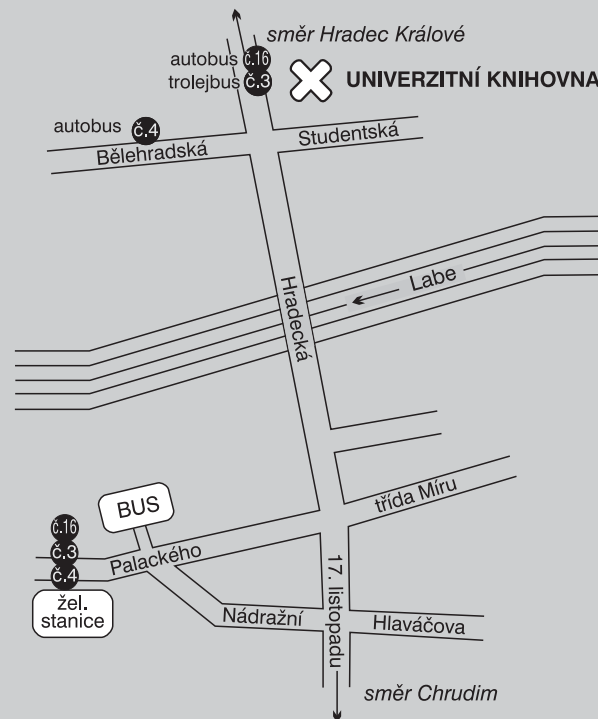 směr Hradec Králové
autobus č.16
trolejbus č.3
UNIVERZITNÍ KNIHOVNA
autobus č.4
Studentská
Bělehradská
Labe
Hradecká
třída Míru
BUS
č.16
č.3
č.4
Palackého
žel.
stanice
17. listopadu
Nádražní
Hlaváčova
směr Chrudim